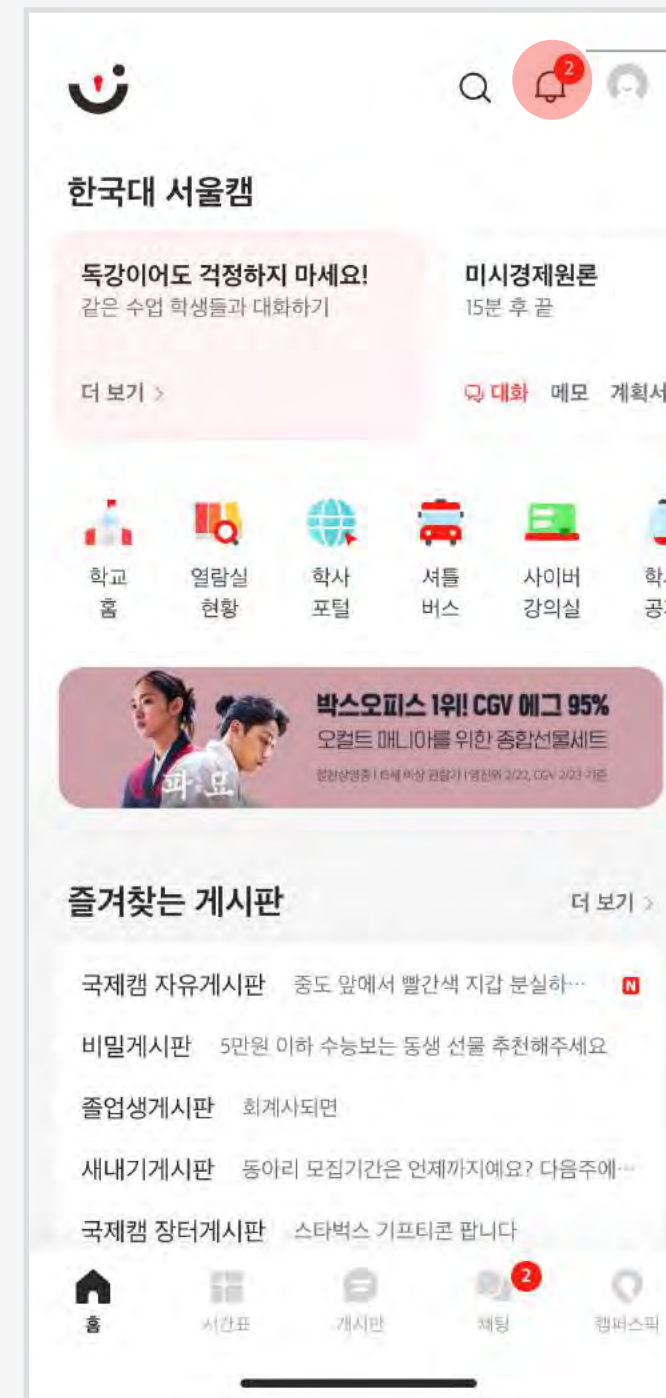 2
한국대 서울캠
독강이어도 걱정하지 마세요!
같은 수업 학생들과 대화하기
더 보기 >
미시경제원론
15분 후 끝
대화 메모 계획서
학교
홈
열람실
현황
학사
포털
셔틀
버스
사이버
강의실
박스오피스 1위! CGV 에그 95%
오컬트 매니아를 위한 종합선물세트
파묘
즐겨찾는 게시판
더 보기 >
국제캠 자유게시판 중도 앞에서 빨간색 지갑 분실하… N
비밀게시판 5만원 이하 수능보는 동생 선물 추천해주세요
졸업생게시판 회계사되면
새내기게시판 동아리 모집기간은 언제까지예요? 다음주에…
국제캠 장터게시판 스타벅스 기프티콘 팝니다
2
홈 시간표 게시판 채팅 캠퍼스픽